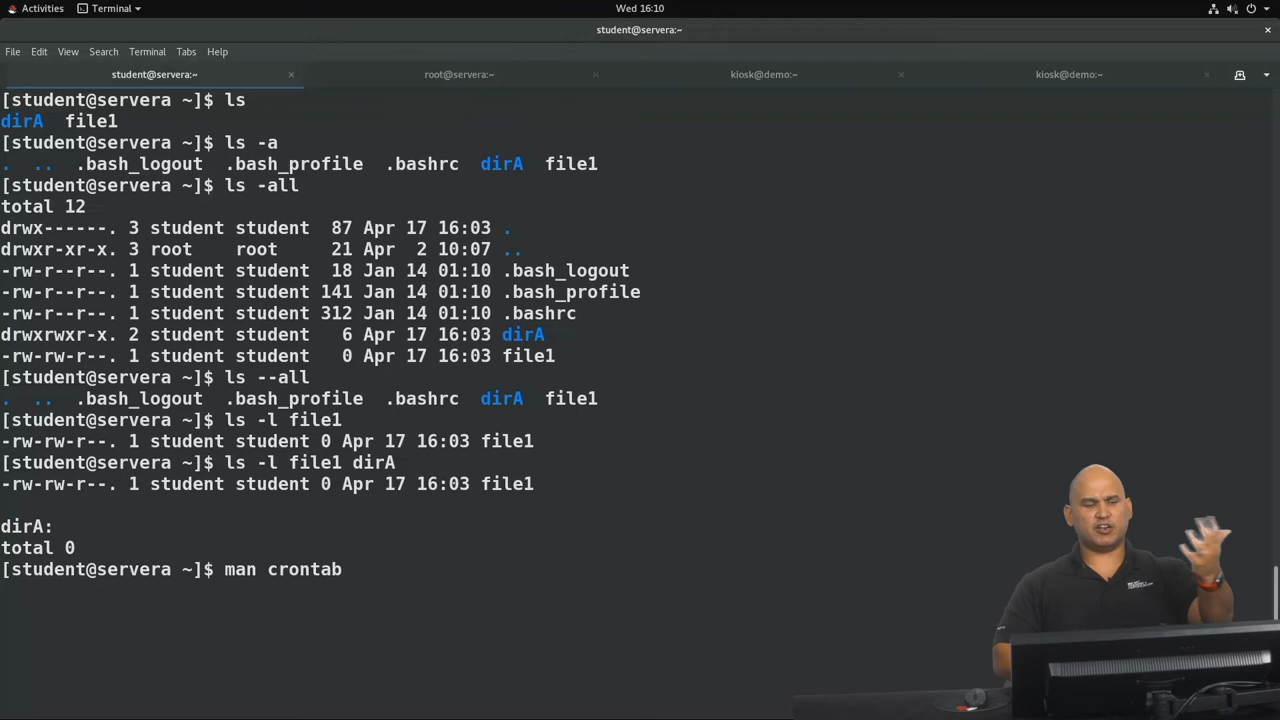 Activities Terminal Wed 16:10
student@servera:~
File Edit View Search Terminal Tabs Help
student@servera:~ root@servera:~ kiosk@demo:~ kiosk@demo:~
[student@servera ~]$ ls
dirA  file1
[student@servera ~]$ ls -a
.  ..  .bash_logout  .bash_profile  .bashrc  dirA  file1
[student@servera ~]$ ls -all
total 12
drwx------. 3 student student  87 Apr 17 16:03 .
drwxr-xr-x. 3 root    root     21 Apr  2 10:07 ..
-rw-r--r--. 1 student student  18 Jan 14 01:10 .bash_logout
-rw-r--r--. 1 student student 141 Jan 14 01:10 .bash_profile
-rw-r--r--. 1 student student 312 Jan 14 01:10 .bashrc
drwxrwxr-x. 2 student student   6 Apr 17 16:03 dirA
-rw-rw-r--. 1 student student   0 Apr 17 16:03 file1
[student@servera ~]$ ls --all
.  ..  .bash_logout  .bash_profile  .bashrc  dirA  file1
[student@servera ~]$ ls -l file1
-rw-rw-r--. 1 student student 0 Apr 17 16:03 file1
[student@servera ~]$ ls -l file1 dirA
-rw-rw-r--. 1 student student 0 Apr 17 16:03 file1
dirA:
total 0
[student@servera ~]$ man crontab